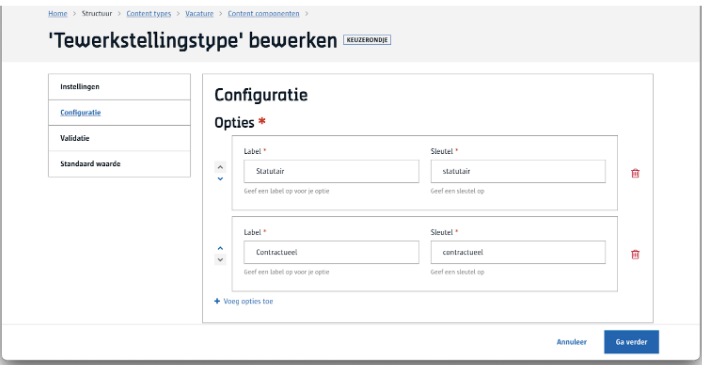 Home > Structuur > Content types > Vacature > Content componenten >
'Tewerkstellingstype' bewerken KEUZERONDJE
Instellingen
Configuratie
Validatie
Standaard waarde
Configuratie
Opties *
Label * Sleutel *
Statutair statutair
Geef een label op voor je optie Geef een sleutel op
Label * Sleutel *
Contractueel contractueel
Geef een label op voor je optie Geef een sleutel op
+ Voeg opties toe
Annuleer Ga verder